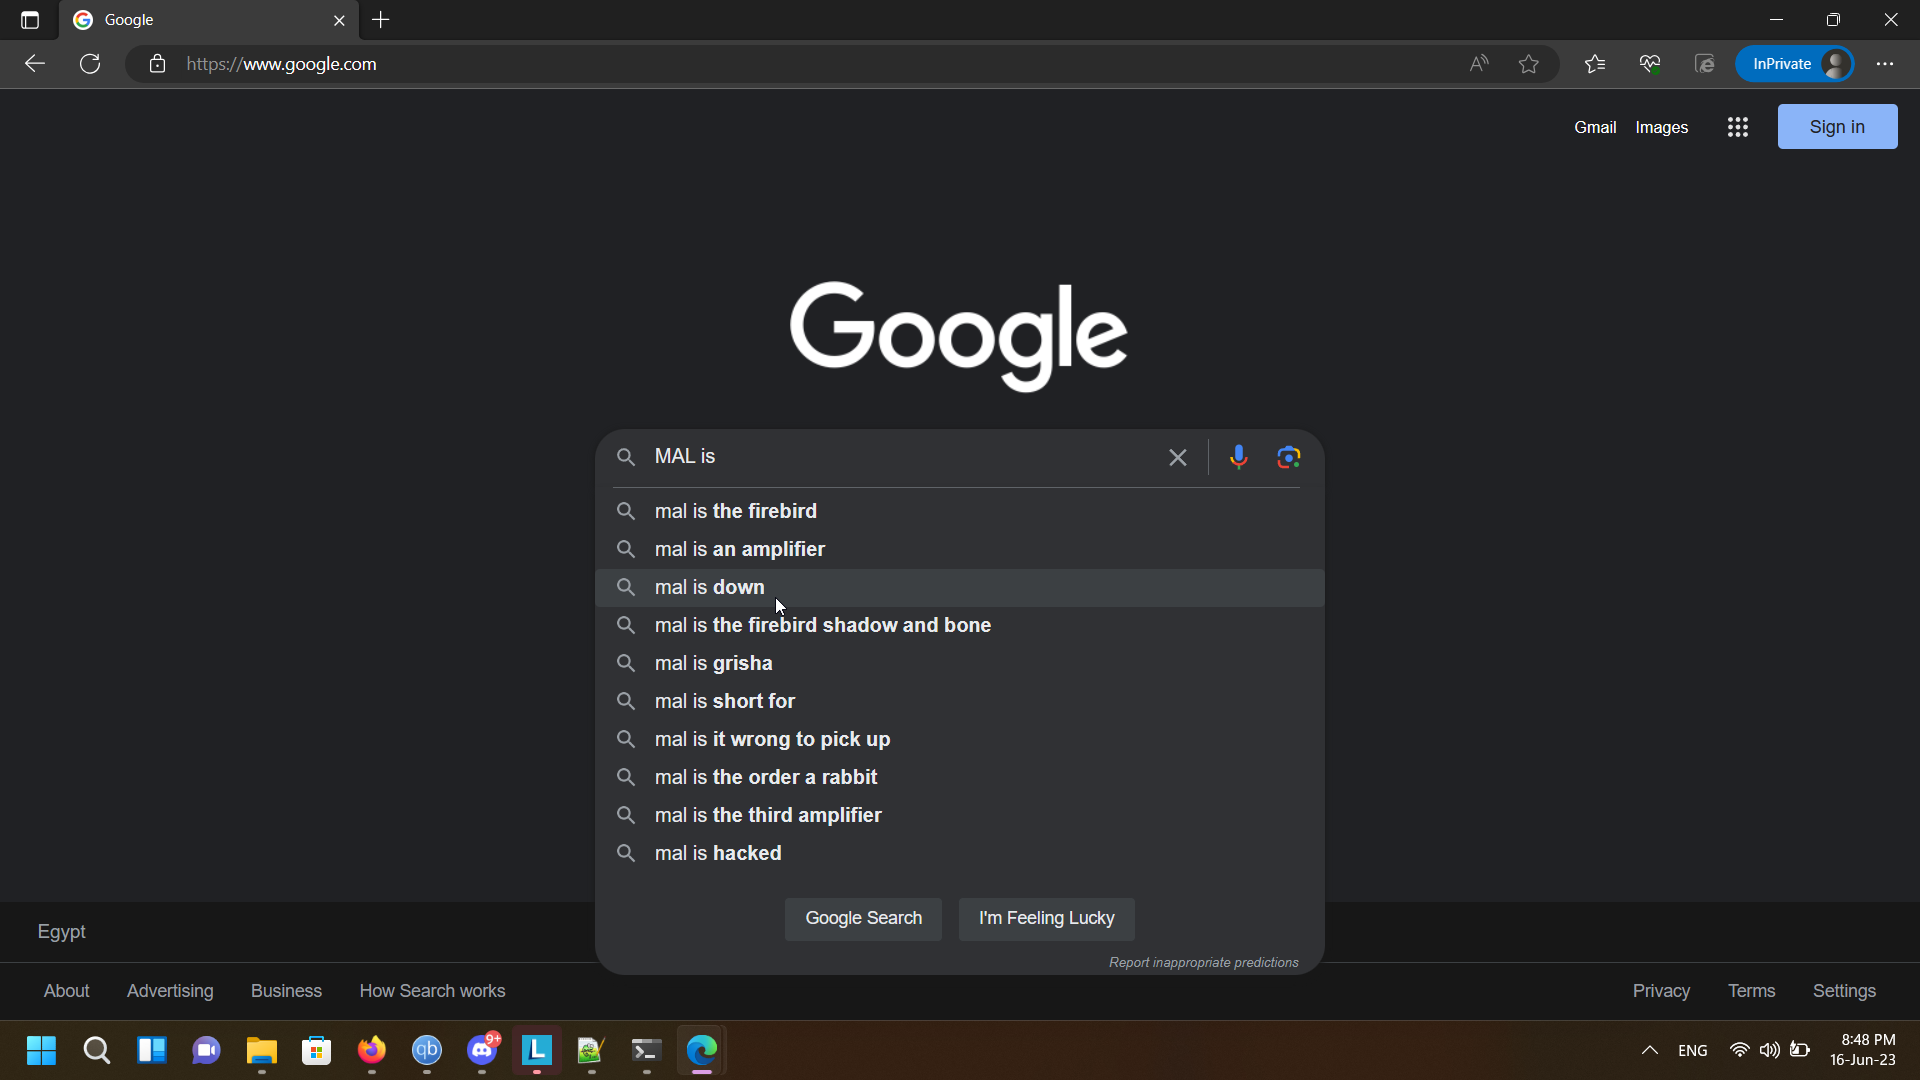 Google
https://www.google.com
InPrivate
Gmail Images Sign in
Google
MAL is
mal is the firebird
mal is an amplifier
mal is down
mal is the firebird shadow and bone
mal is grisha
mal is short for
mal is it wrong to pick up
mal is the order a rabbit
mal is the third amplifier
mal is hacked
Google Search I'm Feeling Lucky
Report inappropriate predictions
Egypt
About Advertising Business How Search works Privacy Terms Settings
qb 9+ L ENG 8:48 PM
16-Jun-23